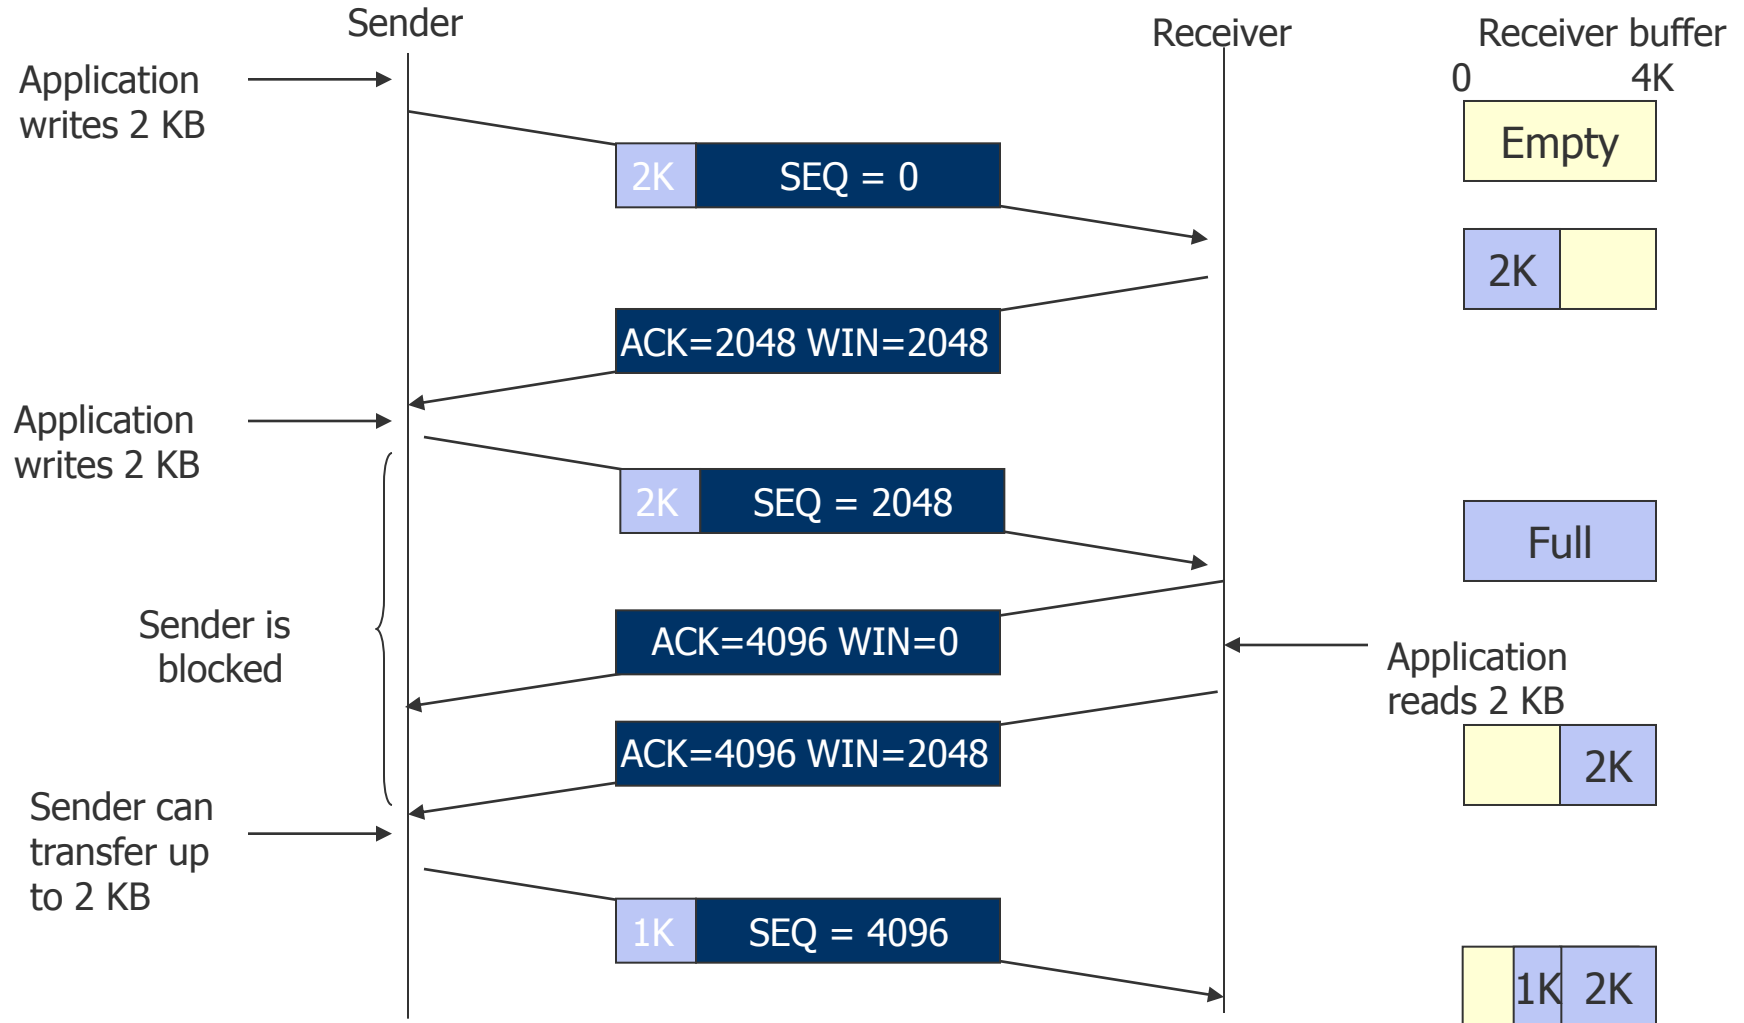 Sender
Receiver
Receiver buffer
0 4K
Application
writes 2 KB
Empty
2K SEQ = 0
2K
ACK=2048 WIN=2048
Application
writes 2 KB
2K SEQ = 2048
Full
Sender is
blocked
ACK=4096 WIN=0
Application
reads 2 KB
ACK=4096 WIN=2048
2K
Sender can
transfer up
to 2 KB
1K SEQ = 4096
1K 2K